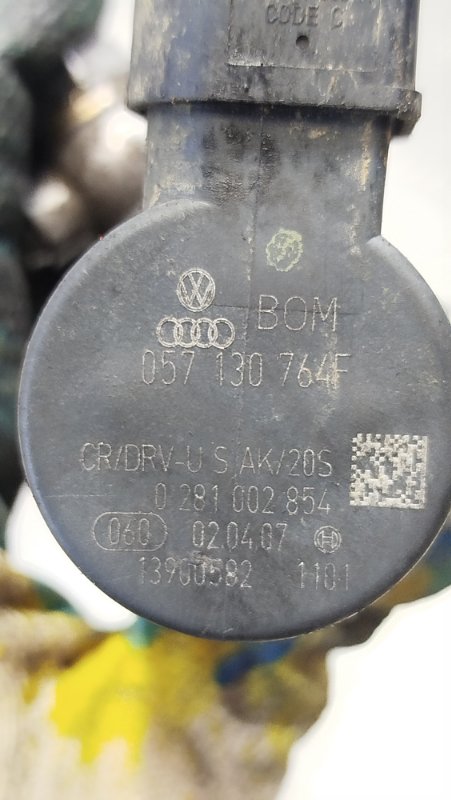 CODE C
BOM
057 130 764F
CR/DRV-U S/AK/20S
0 281 002 854
060 02.04.07
13900582 1101